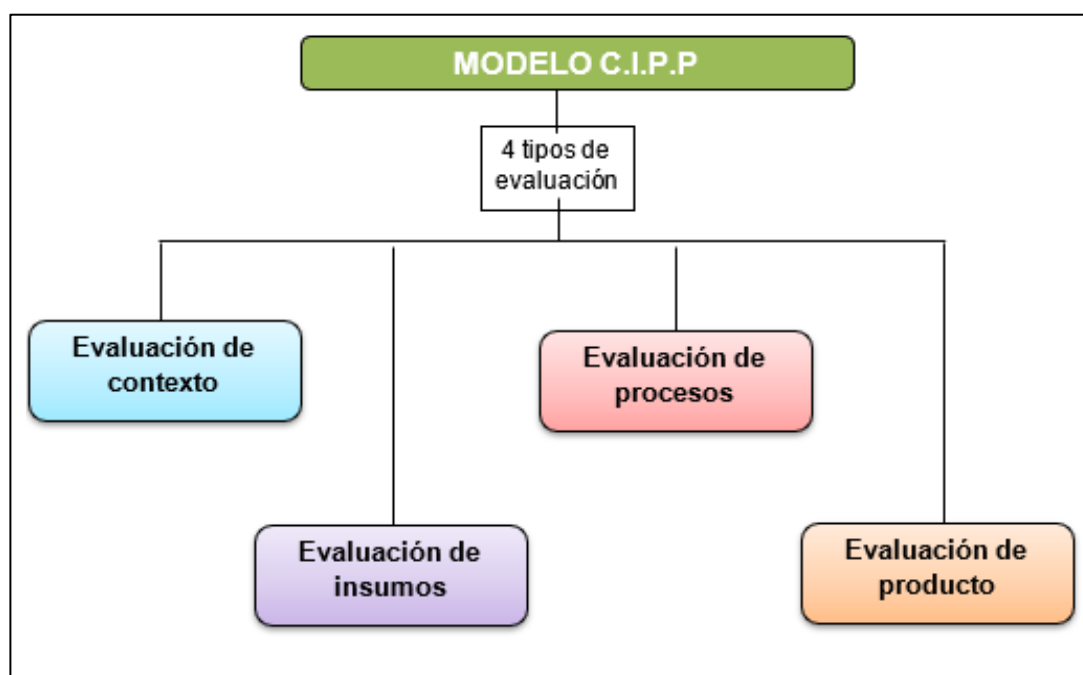 MODELO C.I.P.P
4 tipos de
evaluación
Evaluación de
contexto
Evaluación de
insumos
Evaluación de
procesos
Evaluación de
producto